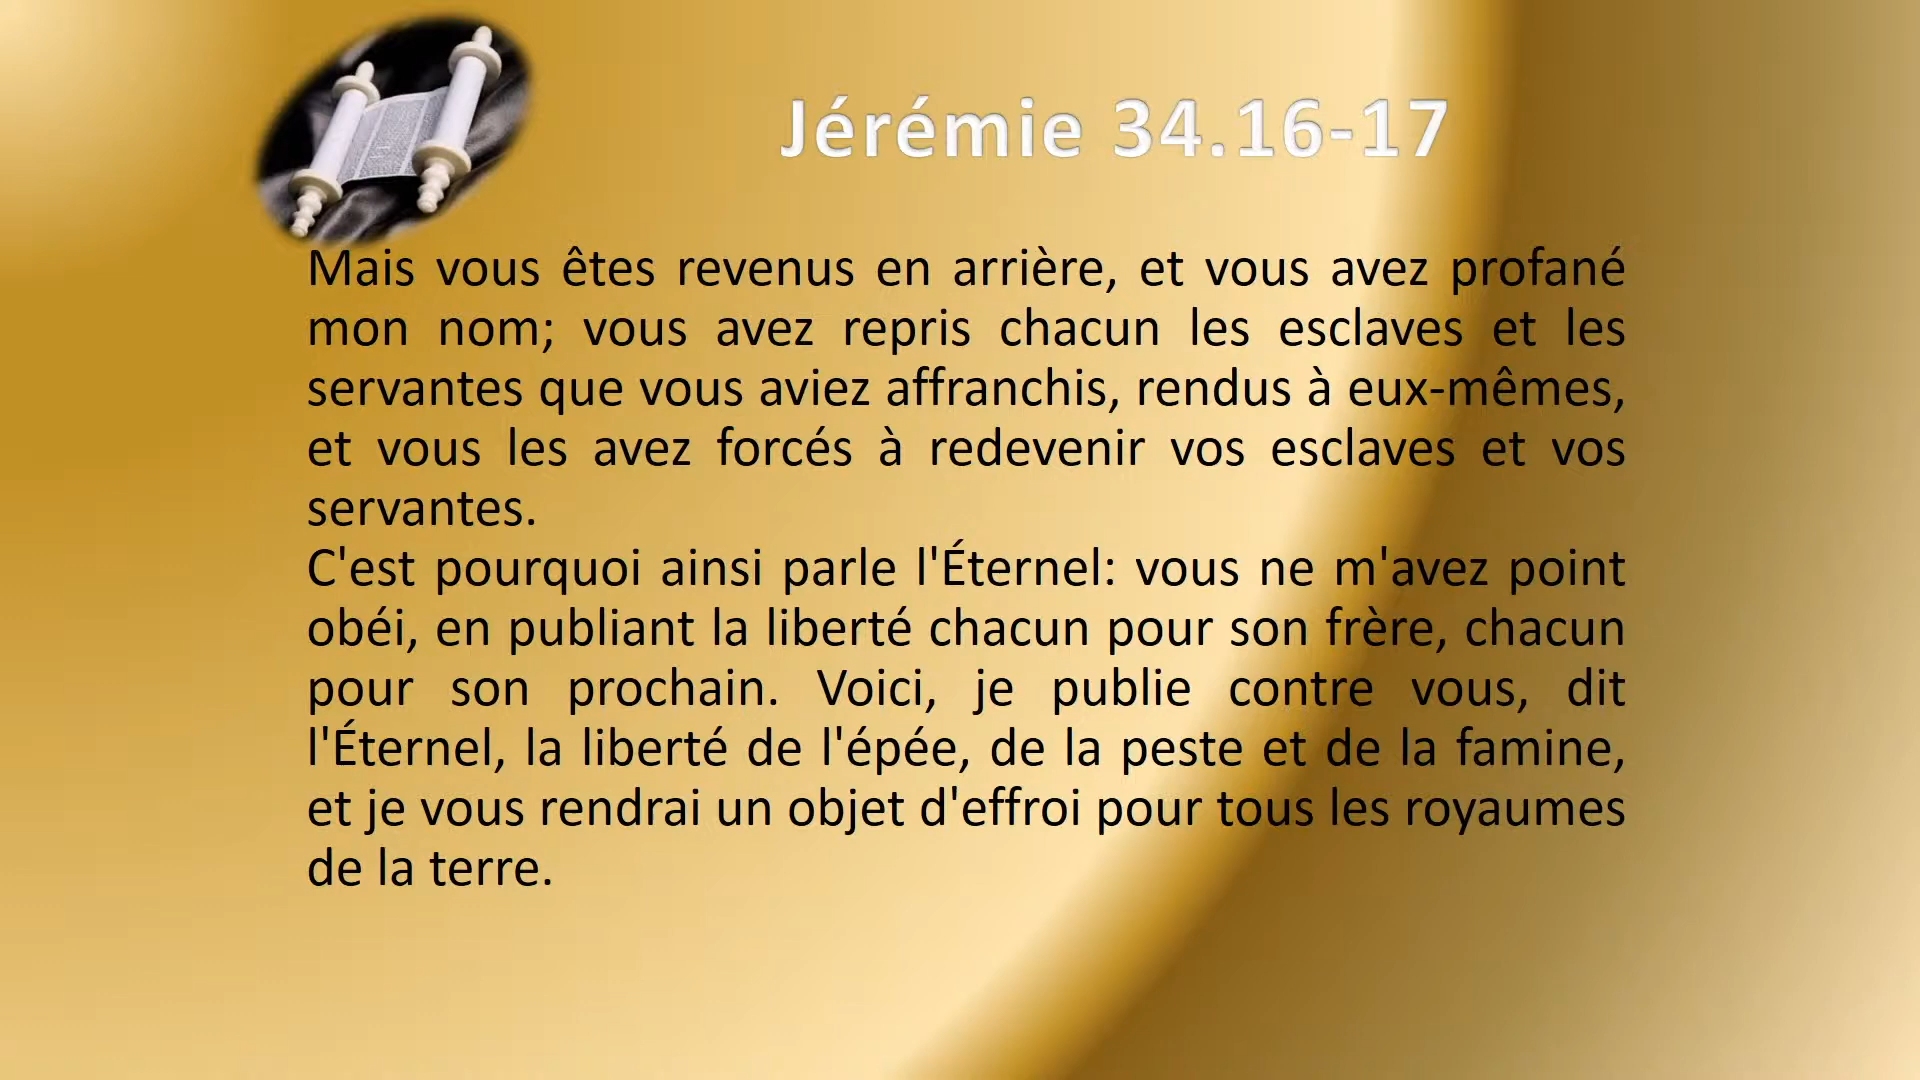 Jérémie 34.16-17
Mais vous êtes revenus en arrière, et vous avez profané
mon nom; vous avez repris chacun les esclaves et les
servantes que vous aviez affranchis, rendus à eux-mêmes,
et vous les avez forcés à redevenir vos esclaves et vos
servantes.
C'est pourquoi ainsi parle l'Éternel: vous ne m'avez point
obéi, en publiant la liberté chacun pour son frère, chacun
pour son prochain. Voici, je publie contre vous, dit
l'Éternel, la liberté de l'épée, de la peste et de la famine,
et je vous rendrai un objet d'effroi pour tous les royaumes
de la terre.